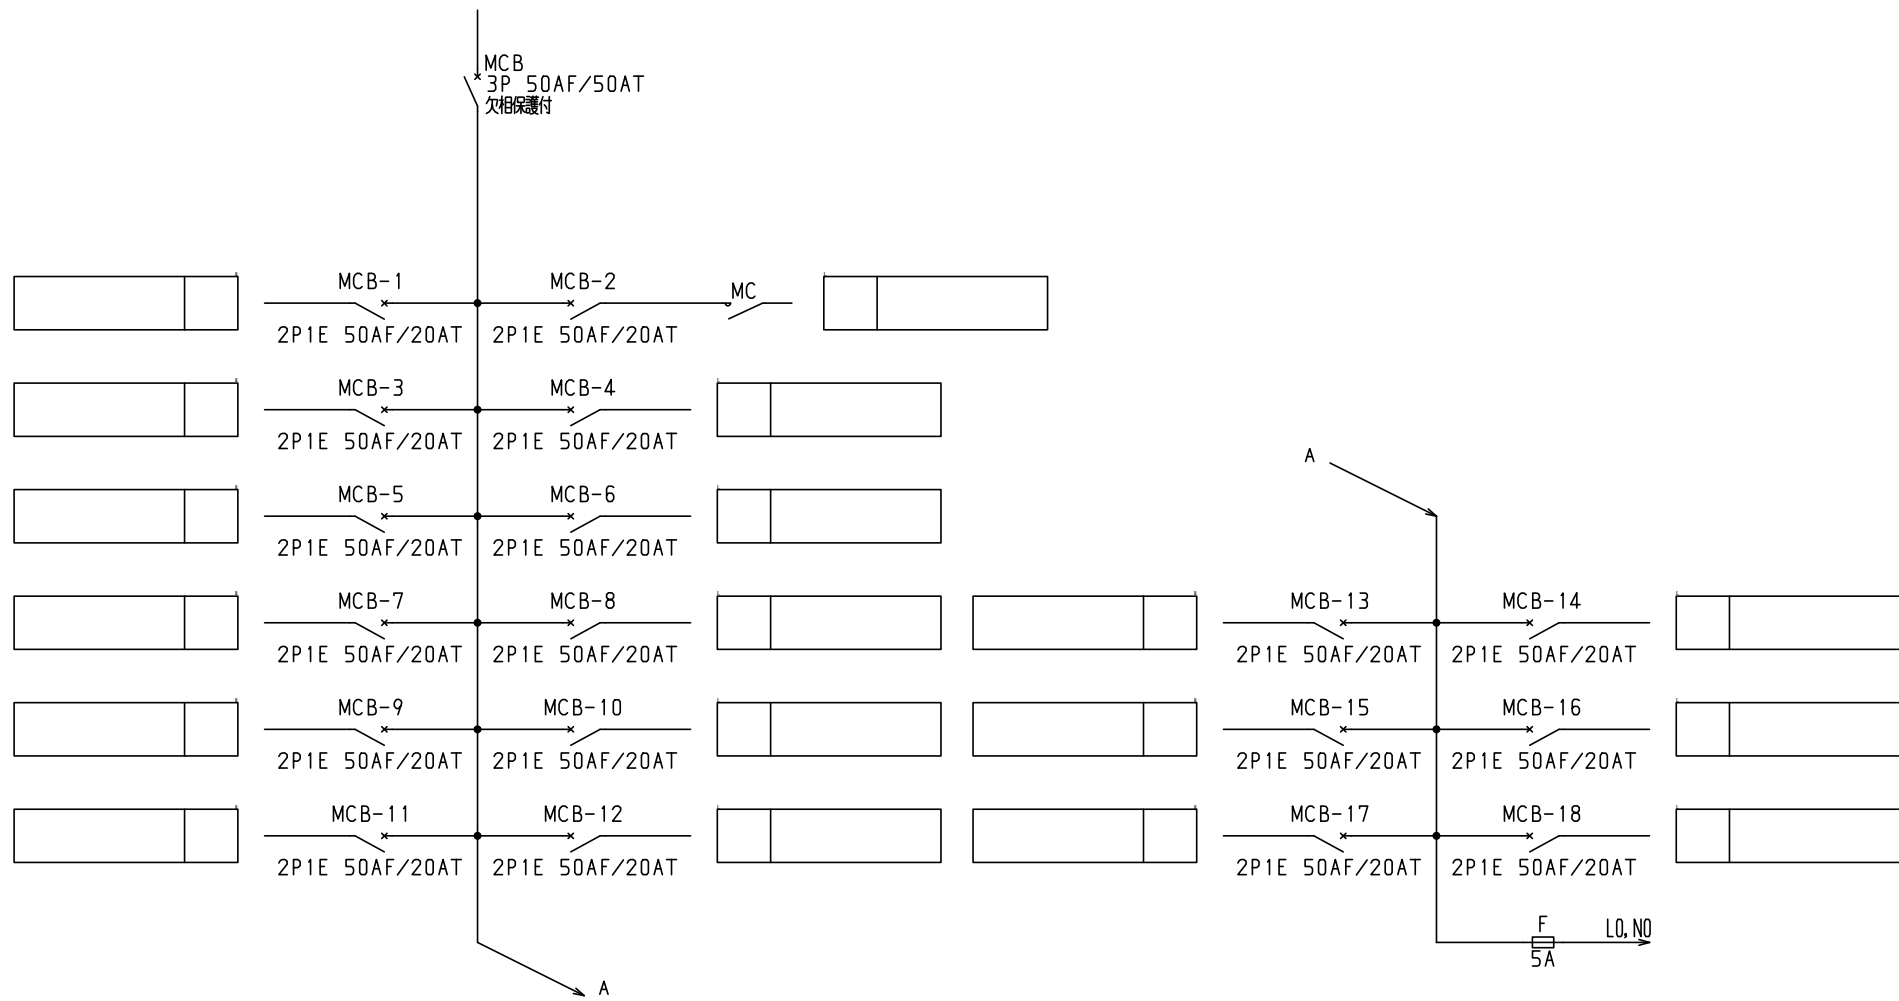 MCB
3P 50AF/50AT
欠相保護付
MCB-1 MCB-2 MC
2P1E 50AF/20AT 2P1E 50AF/20AT
MCB-3 MCB-4
2P1E 50AF/20AT 2P1E 50AF/20AT
MCB-5 MCB-6
2P1E 50AF/20AT 2P1E 50AF/20AT
MCB-7 MCB-8
2P1E 50AF/20AT 2P1E 50AF/20AT
MCB-9 MCB-10
2P1E 50AF/20AT 2P1E 50AF/20AT
MCB-11 MCB-12
2P1E 50AF/20AT 2P1E 50AF/20AT
A
A
MCB-13 MCB-14
2P1E 50AF/20AT 2P1E 50AF/20AT
MCB-15 MCB-16
2P1E 50AF/20AT 2P1E 50AF/20AT
MCB-17 MCB-18
2P1E 50AF/20AT 2P1E 50AF/20AT
F L0,N0
5A